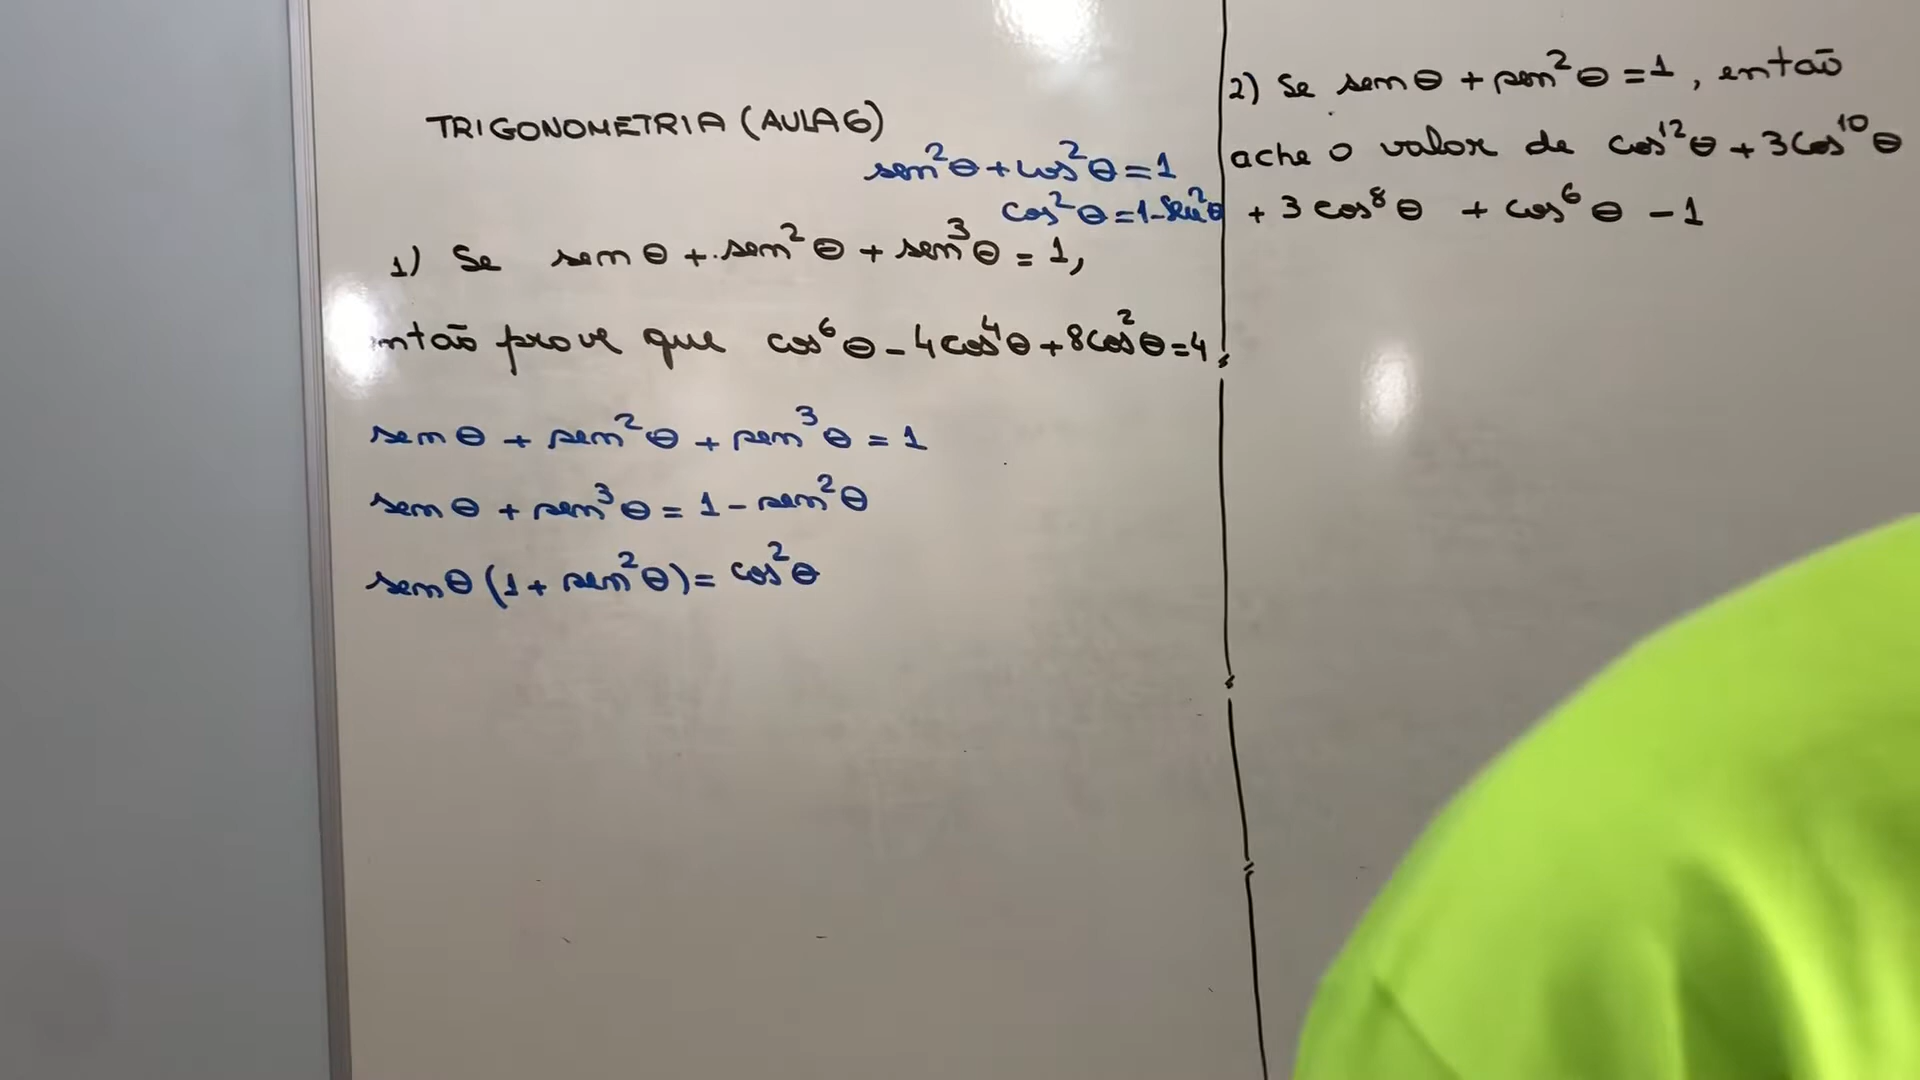 TRIGONOMETRIA (AULA 6)
sen²θ + cos²θ = 1
cos²θ = 1 - sen²θ
1) Se sen θ + sen²θ + sen³θ = 1,
então prove que cos⁶θ - 4cos⁴θ + 8cos²θ = 4
sen θ + sen²θ + sen³θ = 1
sen θ + sen³θ = 1 - sen²θ
sen θ (1 + sen²θ) = cos²θ
2) Se sen θ + sen²θ = 1, então
ache o valor de cos¹²θ + 3cos¹⁰θ
+ 3 cos⁸θ + cos⁶θ - 1